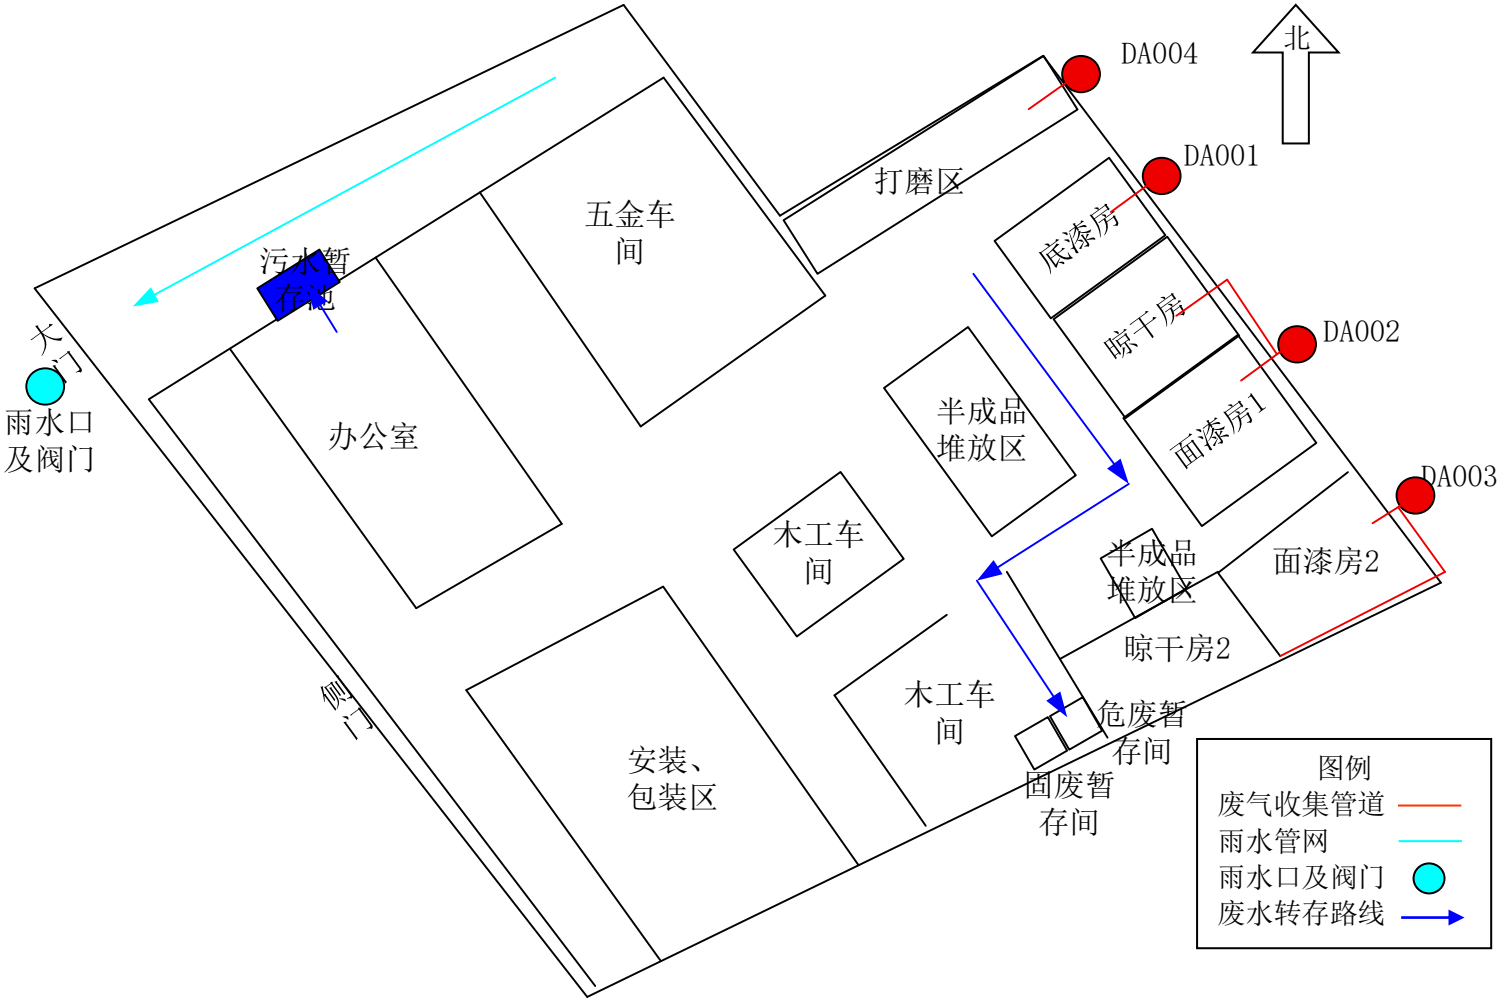 北
DA004
DA001
打磨区
五金车
间
底漆房
污水暂
存池
晾干房
DA002
大
门
雨水口
及阀门
办公室
半成品
堆放区
面漆房1
DA003
木工车
间
半成品
堆放区
面漆房2
晾干房2
侧
门
木工车
间
危废暂
存间
安装、
包装区
固废暂
存间
图例
废气收集管道
雨水管网
雨水口及阀门
废水转存路线